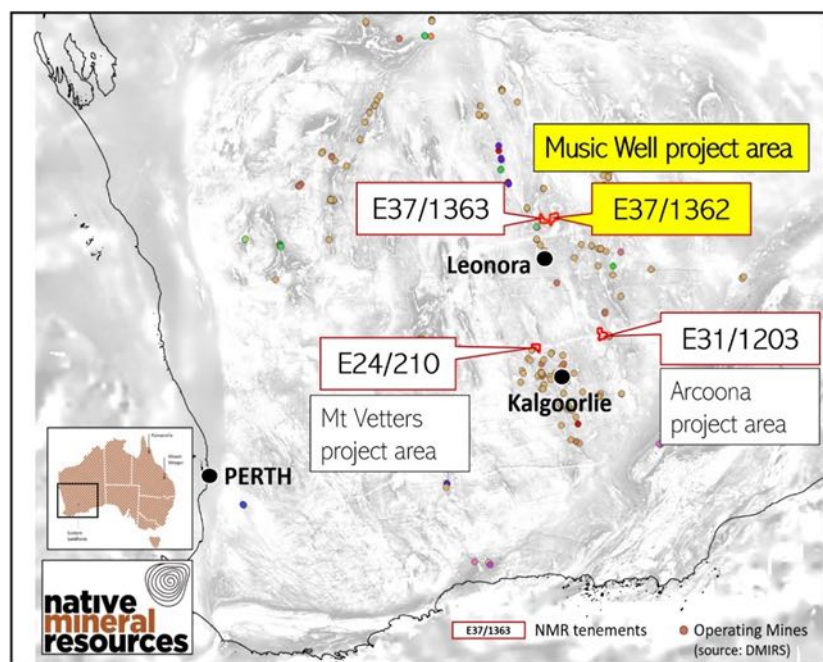 Music Well project area
E37/1363
E37/1362
Leonora
E24/210
E31/1203
Kalgoorlie
Mt Vetters
project area
Arcoona
project area
PERTH
native
mineral
resources
E37/1363
NMR tenements
Operating Mines
(source: DMIRS)